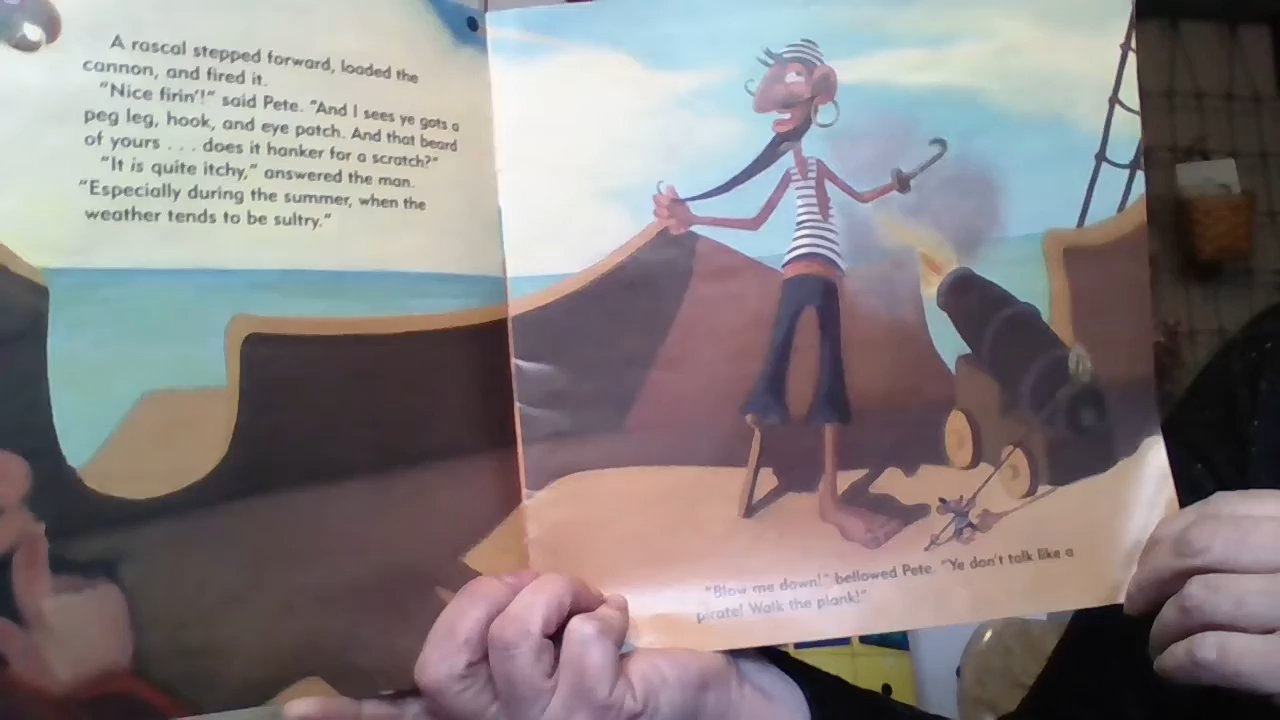 A rascal stepped forward, loaded the
cannon, and fired it.
"Nice firin'!" said Pete. "And I sees ye gots a
peg leg, hook, and eye patch. And that beard
of yours . . . does it hanker for a scratch?"
"It is quite itchy," answered the man.
"Especially during the summer, when the
weather tends to be sultry."
"Blow me down!" bellowed Pete. "Ye don't talk like a
pirate! Walk the plank!"